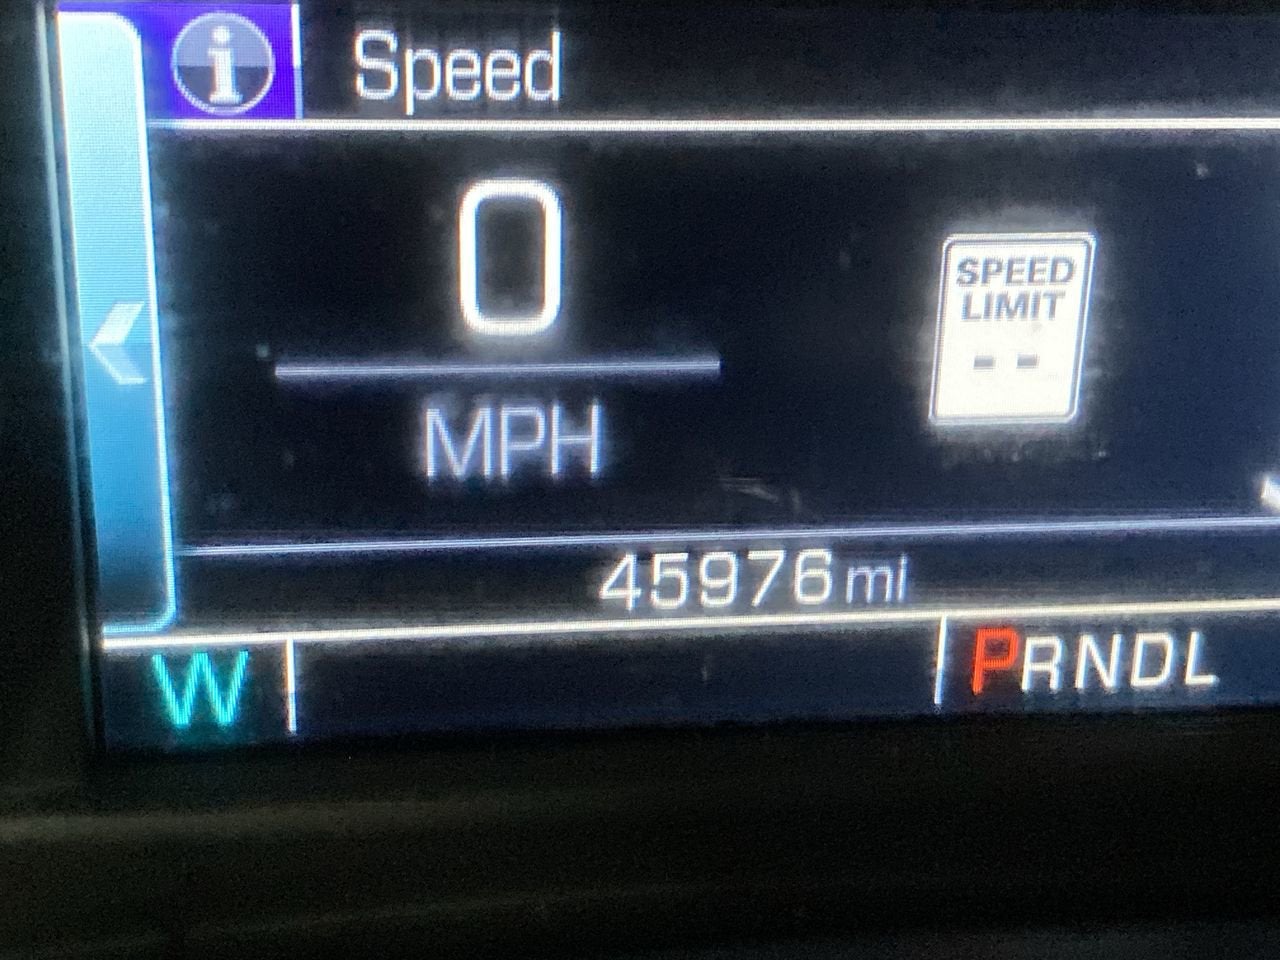 i Speed
0
MPH
SPEED
LIMIT
--
45976 mi
W PRNDL